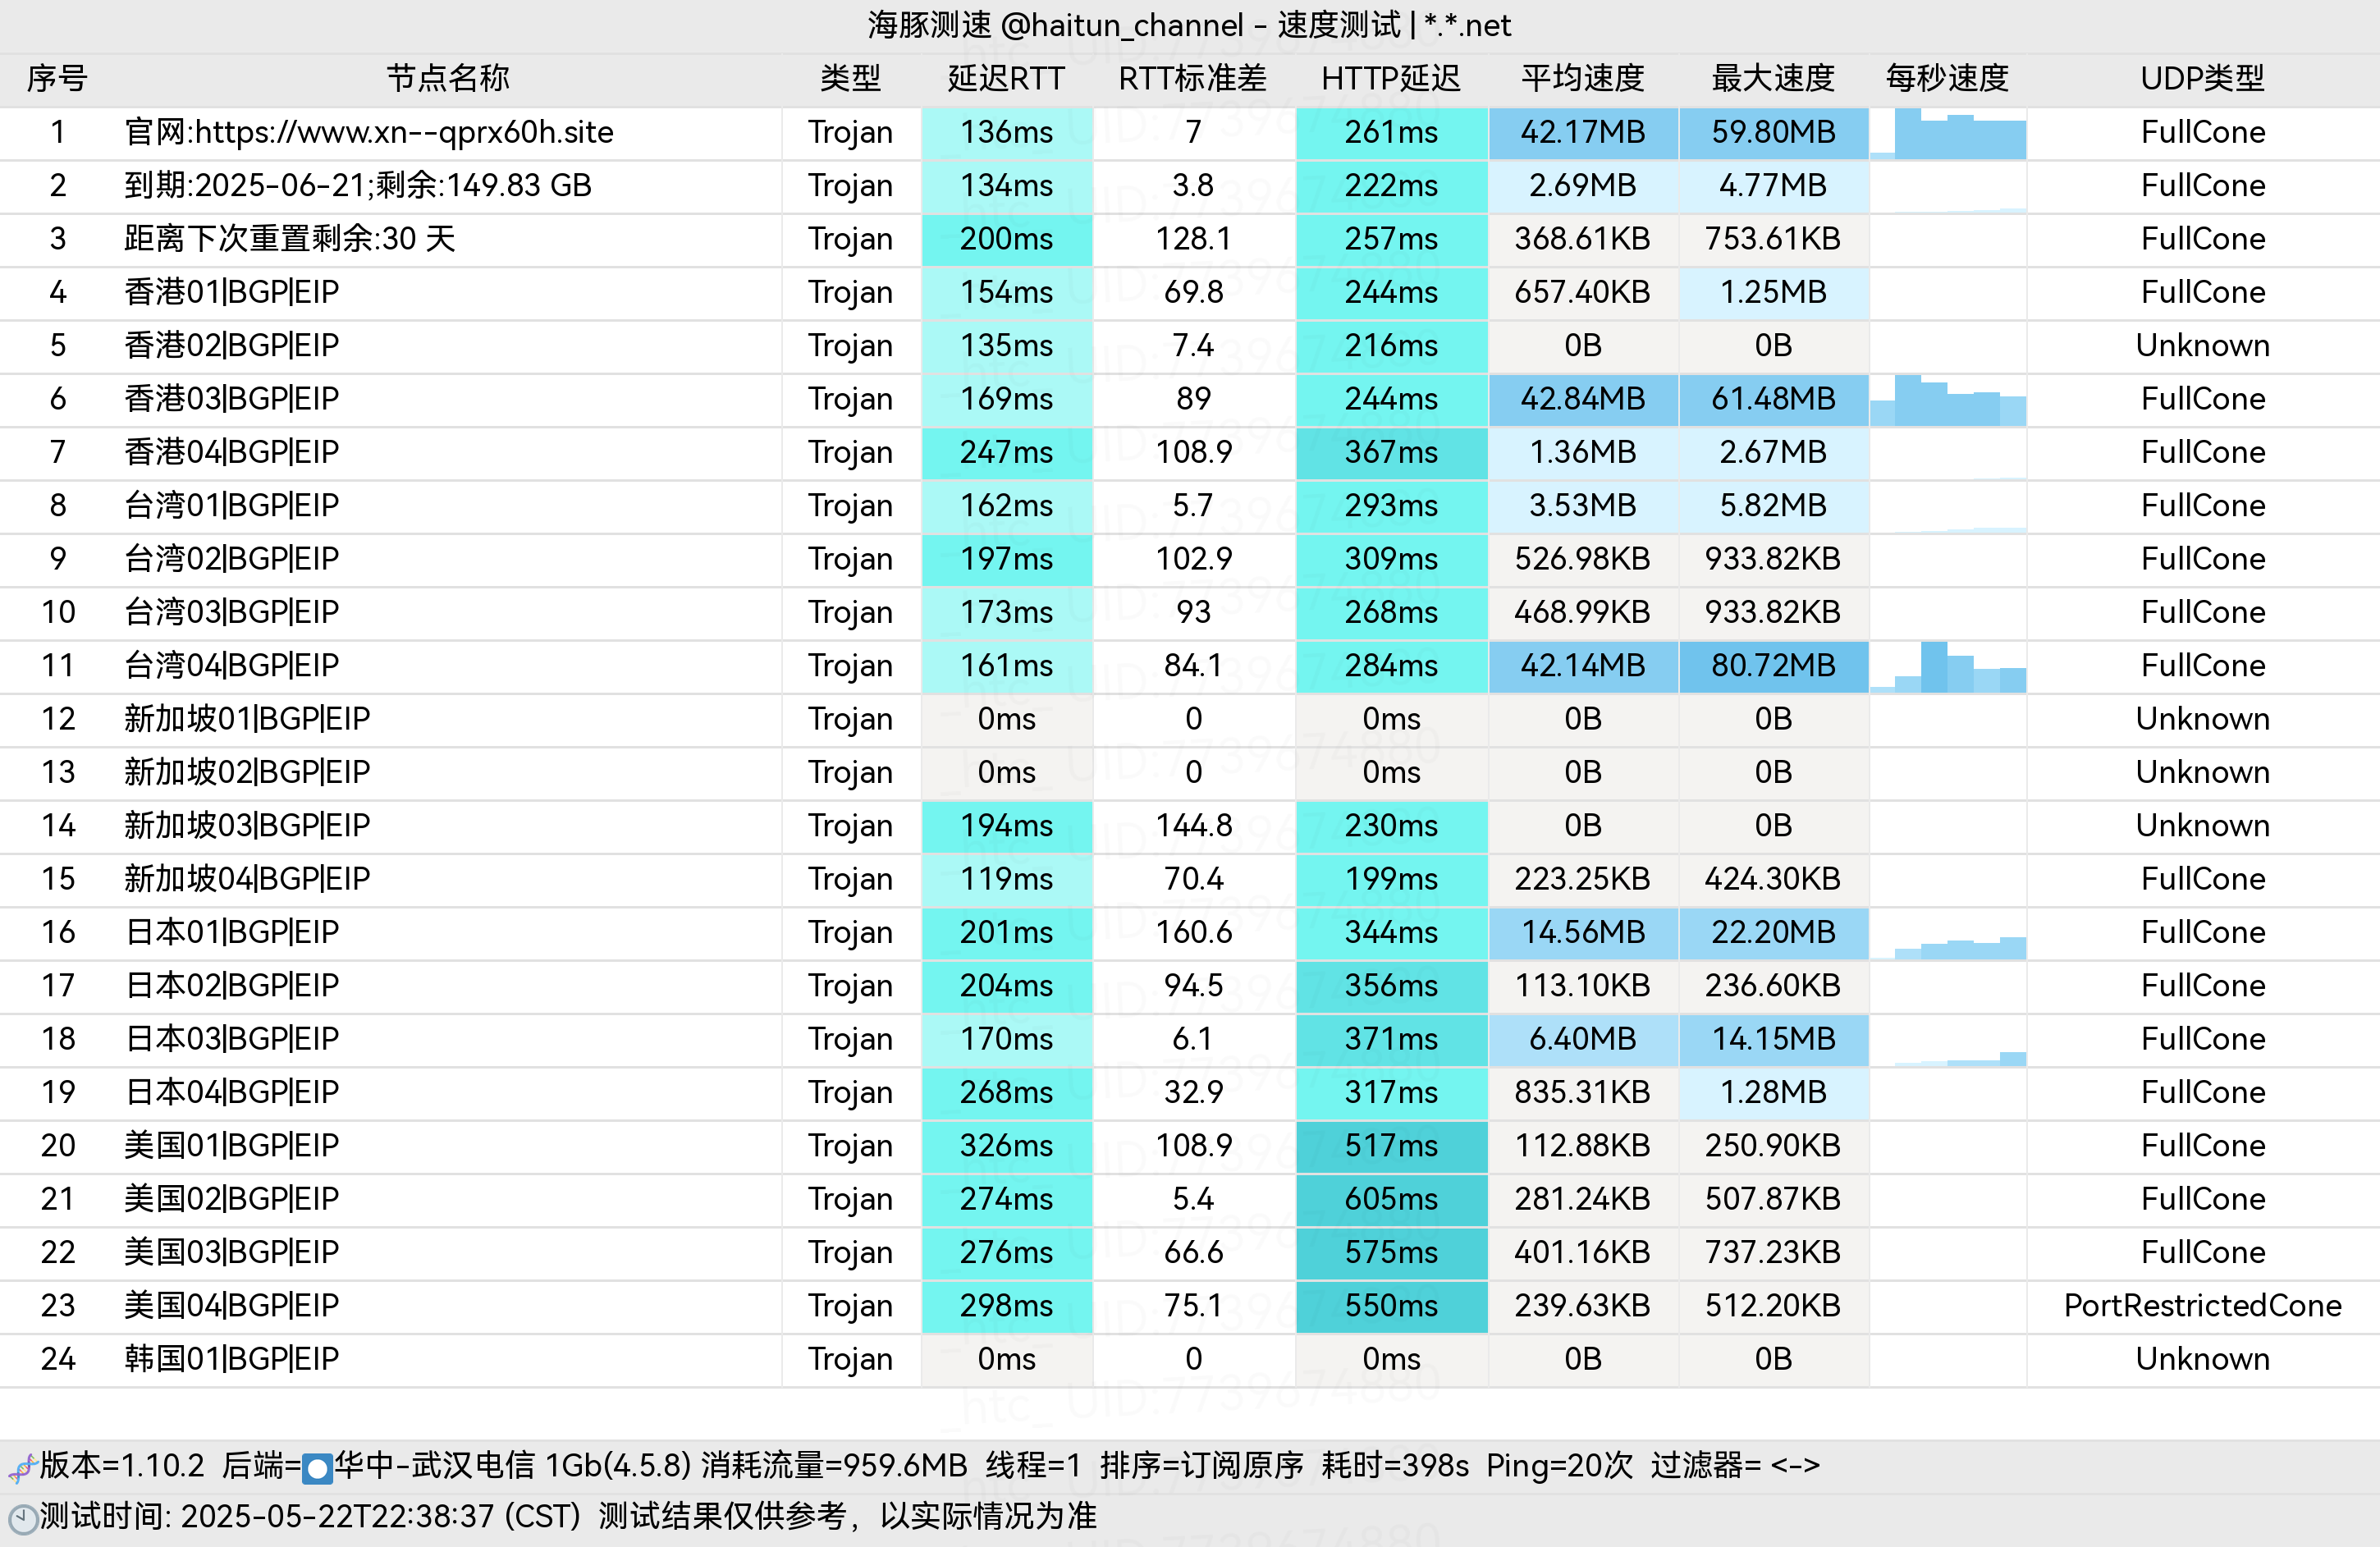 海豚测速 @haitun_channel - 速度测试 | *.*.net
序号 节点名称 类型 延迟RTT RTT标准差 HTTP延迟 平均速度 最大速度 每秒速度 UDP类型
1 官网:https://www.xn--qprx60h.site Trojan 136ms 7 261ms 42.17MB 59.80MB FullCone
2 到期:2025-06-21;剩余:149.83 GB Trojan 134ms 3.8 222ms 2.69MB 4.77MB FullCone
3 距离下次重置剩余:30 天 Trojan 200ms 128.1 257ms 368.61KB 753.61KB FullCone
4 香港01|BGP|EIP Trojan 154ms 69.8 244ms 657.40KB 1.25MB FullCone
5 香港02|BGP|EIP Trojan 135ms 7.4 216ms 0B 0B Unknown
6 香港03|BGP|EIP Trojan 169ms 89 244ms 42.84MB 61.48MB FullCone
7 香港04|BGP|EIP Trojan 247ms 108.9 367ms 1.36MB 2.67MB FullCone
8 台湾01|BGP|EIP Trojan 162ms 5.7 293ms 3.53MB 5.82MB FullCone
9 台湾02|BGP|EIP Trojan 197ms 102.9 309ms 526.98KB 933.82KB FullCone
10 台湾03|BGP|EIP Trojan 173ms 93 268ms 468.99KB 933.82KB FullCone
11 台湾04|BGP|EIP Trojan 161ms 84.1 284ms 42.14MB 80.72MB FullCone
12 新加坡01|BGP|EIP Trojan 0ms 0 0ms 0B 0B Unknown
13 新加坡02|BGP|EIP Trojan 0ms 0 0ms 0B 0B Unknown
14 新加坡03|BGP|EIP Trojan 194ms 144.8 230ms 0B 0B Unknown
15 新加坡04|BGP|EIP Trojan 119ms 70.4 199ms 223.25KB 424.30KB FullCone
16 日本01|BGP|EIP Trojan 201ms 160.6 344ms 14.56MB 22.20MB FullCone
17 日本02|BGP|EIP Trojan 204ms 94.5 356ms 113.10KB 236.60KB FullCone
18 日本03|BGP|EIP Trojan 170ms 6.1 371ms 6.40MB 14.15MB FullCone
19 日本04|BGP|EIP Trojan 268ms 32.9 317ms 835.31KB 1.28MB FullCone
20 美国01|BGP|EIP Trojan 326ms 108.9 517ms 112.88KB 250.90KB FullCone
21 美国02|BGP|EIP Trojan 274ms 5.4 605ms 281.24KB 507.87KB FullCone
22 美国03|BGP|EIP Trojan 276ms 66.6 575ms 401.16KB 737.23KB FullCone
23 美国04|BGP|EIP Trojan 298ms 75.1 550ms 239.63KB 512.20KB PortRestrictedCone
24 韩国01|BGP|EIP Trojan 0ms 0 0ms 0B 0B Unknown
_htc_ UID:7739674880
版本=1.10.2 后端=华中-武汉电信 1Gb(4.5.8) 消耗流量=959.6MB 线程=1 排序=订阅原序 耗时=398s Ping=20次 过滤器= <->
测试时间: 2025-05-22T22:38:37 (CST) 测试结果仅供参考，以实际情况为准